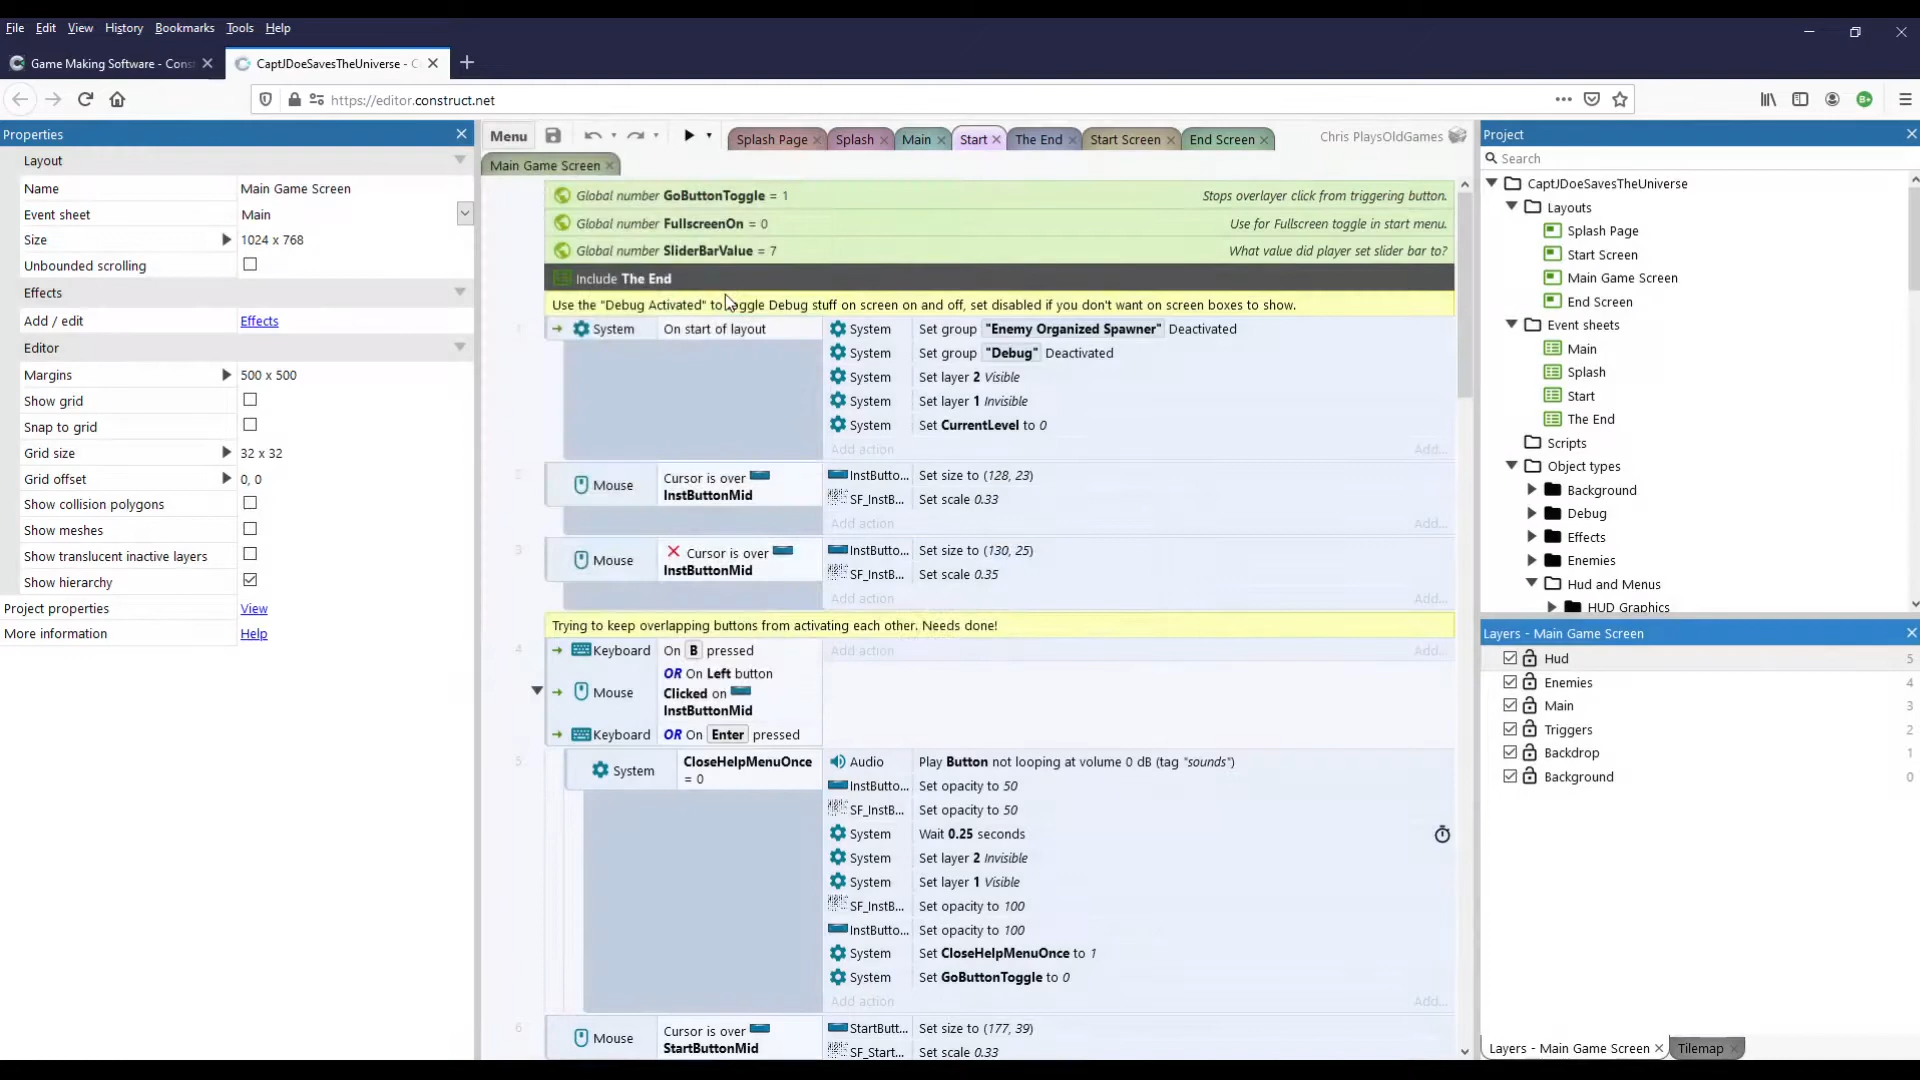 File Edit View History Bookmarks Tools Help
Game Making Software - Cons
CaptJDoeSavesTheUniverse - C
https://editor.construct.net
Properties
Layout
Name Main Game Screen
Event sheet Main
Size 1024 x 768
Unbounded scrolling
Effects
Add / edit Effects
Editor
Margins 500 x 500
Show grid
Snap to grid
Grid size 32 x 32
Grid offset 0, 0
Show collision polygons
Show meshes
Show translucent inactive layers
Show hierarchy
Project properties View
More information Help
Menu
Splash Page Splash Main Start The End Start Screen End Screen
Chris PlaysOldGames
Main Game Screen
Global number GoButtonToggle = 1 Stops overlayer click from triggering button.
Global number FullscreenOn = 0 Use for Fullscreen toggle in start menu.
Global number SliderBarValue = 7 What value did player set slider bar to?
Include The End
Use the "Debug Activated" to toggle Debug stuff on screen on and off, set disabled if you don't want on screen boxes to show.
1 System On start of layout System Set group "Enemy Organized Spawner" Deactivated
System Set group "Debug" Deactivated
System Set layer 2 Visible
System Set layer 1 Invisible
System Set CurrentLevel to 0
Add action Add...
2 Mouse Cursor is over InstButtonMid InstButto... Set size to (128, 23)
SF_InstB... Set scale 0.33
Add action Add...
3 Mouse Cursor is over InstButtonMid InstButto... Set size to (130, 25)
SF_InstB... Set scale 0.35
Add action Add...
Trying to keep overlapping buttons from activating each other. Needs done!
4 Keyboard On B pressed Add action Add...
Mouse OR On Left button Clicked on InstButtonMid
Keyboard OR On Enter pressed
5 System CloseHelpMenuOnce = 0 Audio Play Button not looping at volume 0 dB (tag "sounds")
InstButto... Set opacity to 50
SF_InstB... Set opacity to 50
System Wait 0.25 seconds
System Set layer 2 Invisible
System Set layer 1 Visible
SF_InstB... Set opacity to 100
InstButto... Set opacity to 100
System Set CloseHelpMenuOnce to 1
System Set GoButtonToggle to 0
Add action Add...
6 Mouse Cursor is over StartButtonMid StartButt... Set size to (177, 39)
SF_Start... Set scale 0.33
Project
Search
CaptJDoeSavesTheUniverse
Layouts
Splash Page
Start Screen
Main Game Screen
End Screen
Event sheets
Main
Splash
Start
The End
Scripts
Object types
Background
Debug
Effects
Enemies
Hud and Menus
HUD Graphics
Layers - Main Game Screen
Hud 5
Enemies 4
Main 3
Triggers 2
Backdrop 1
Background 0
Layers - Main Game Screen Tilemap